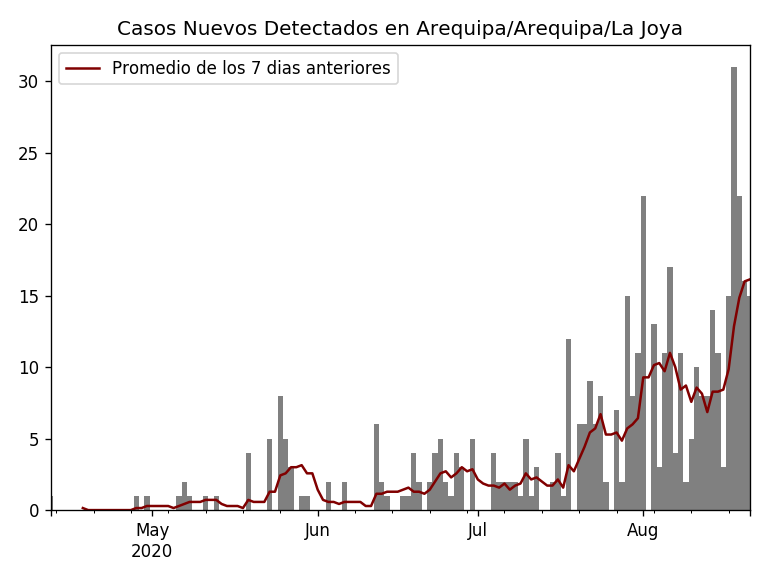 Casos Nuevos Detectados en Arequipa/Arequipa/La Joya
Promedio de los 7 dias anteriores
30
25
20
15
10
5
0
May
2020
Jun
Jul
Aug